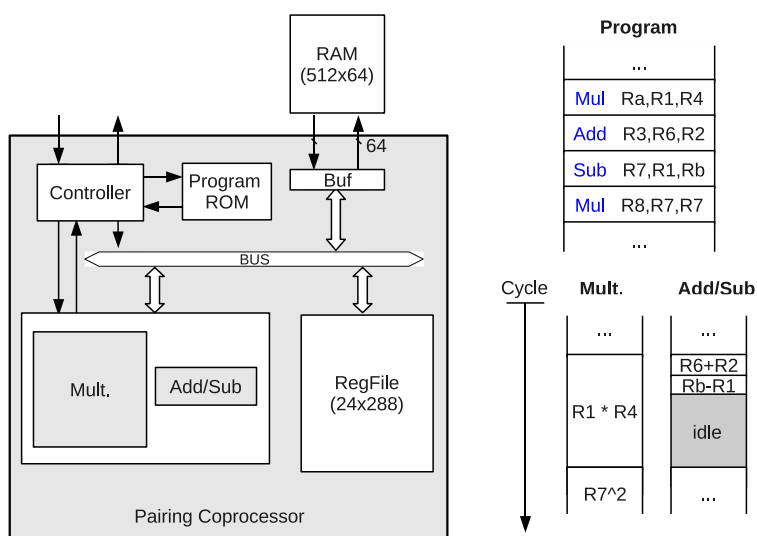 RAM
(512x64)
64
Controller
Program
ROM
Buf
BUS
Mult.
Add/Sub
RegFile
(24x288)
Pairing Coprocessor
Program
...
Mul Ra,R1,R4
Add R3,R6,R2
Sub R7,R1,Rb
Mul R8,R7,R7
...
Cycle Mult. Add/Sub
... ...
R6+R2
Rb-R1
R1 * R4
idle
R7^2 ...